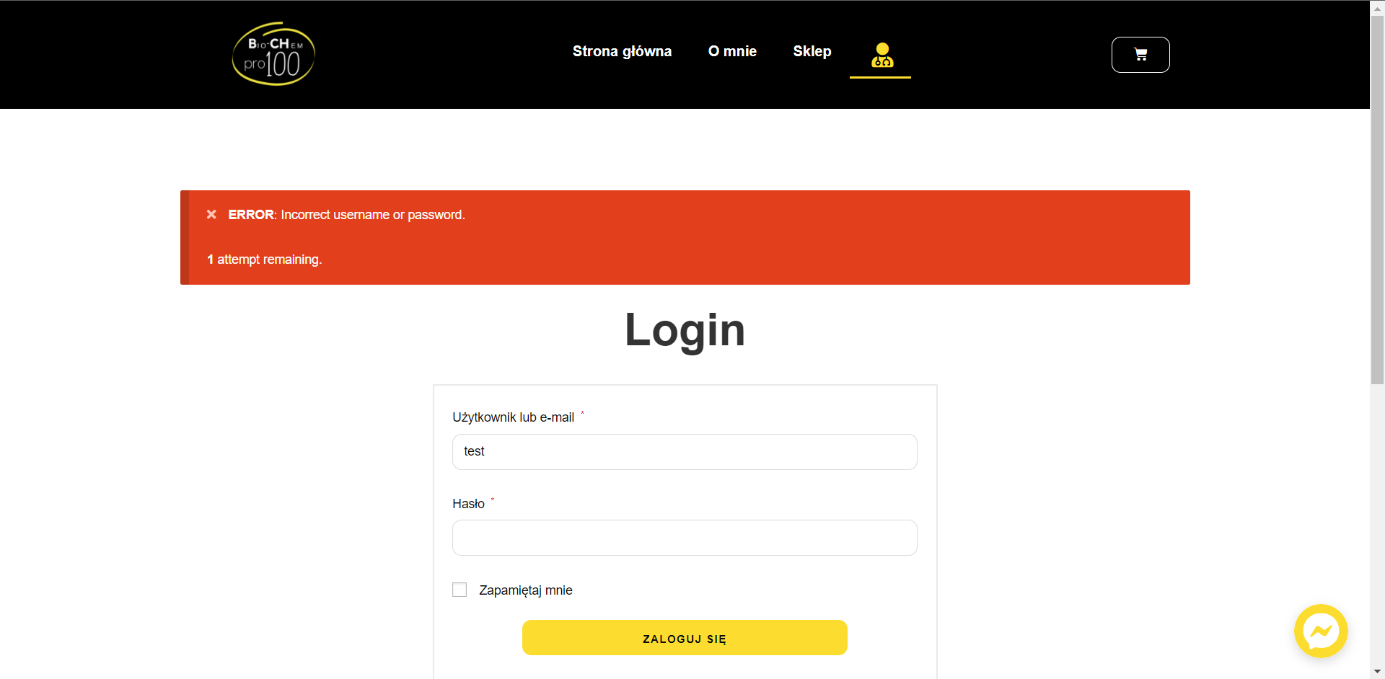 BIO-CHEM
pro100
Strona główna
O mnie
Sklep
ERROR: Incorrect username or password.
1 attempt remaining.
Login
Użytkownik lub e-mail *
test
Hasło *
Zapamiętaj mnie
ZALOGUJ SIĘ